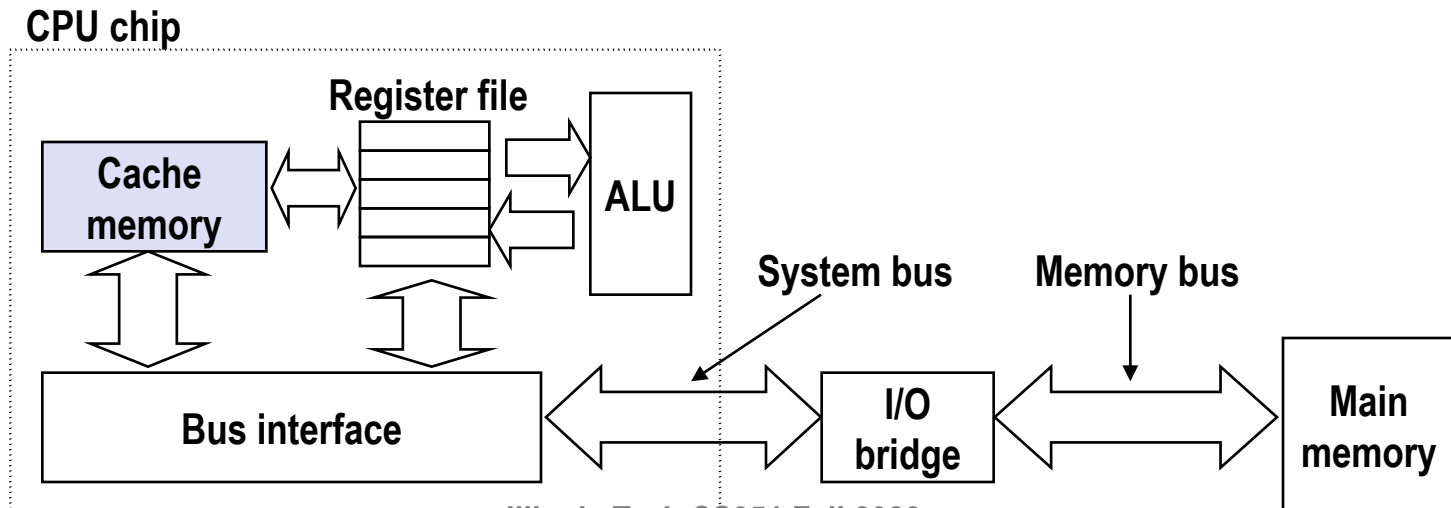 CPU chip
Register file
Cache
memory
ALU
System bus
Memory bus
Bus interface
I/O
bridge
Main
memory